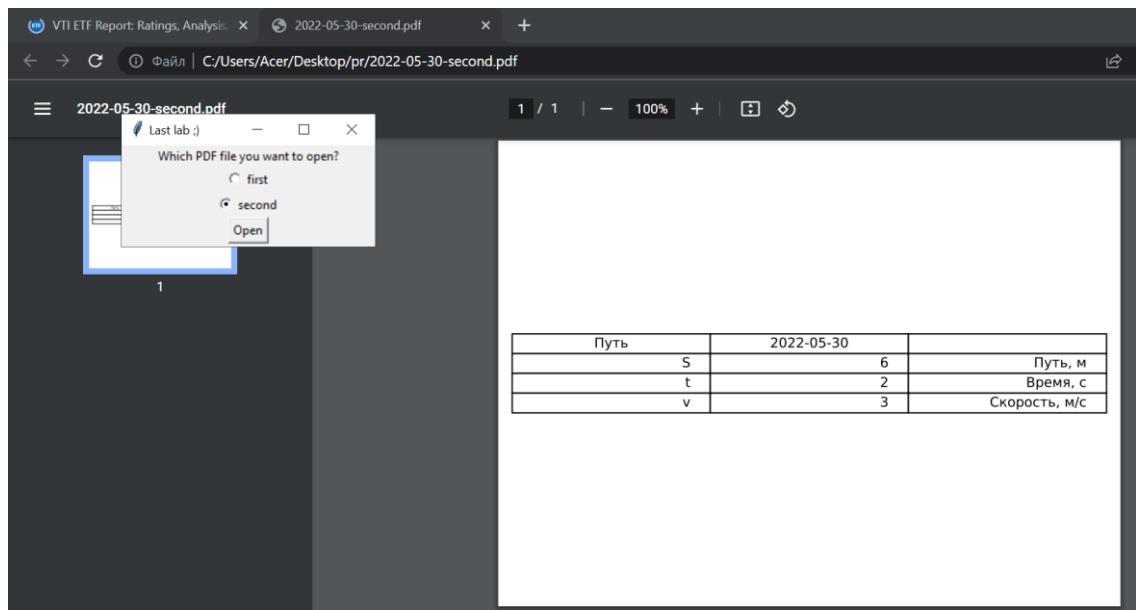 VTI ETF Report: Ratings, Analysis, 2022-05-30-second.pdf
Файл | C:/Users/Acer/Desktop/pr/2022-05-30-second.pdf
2022-05-30-second.pdf 1 / 1 100%
Last lab ;)
Which PDF file you want to open?
first
second
Open
1
Путь 2022-05-30
S 6 Путь, м
t 2 Время, с
v 3 Скорость, м/с